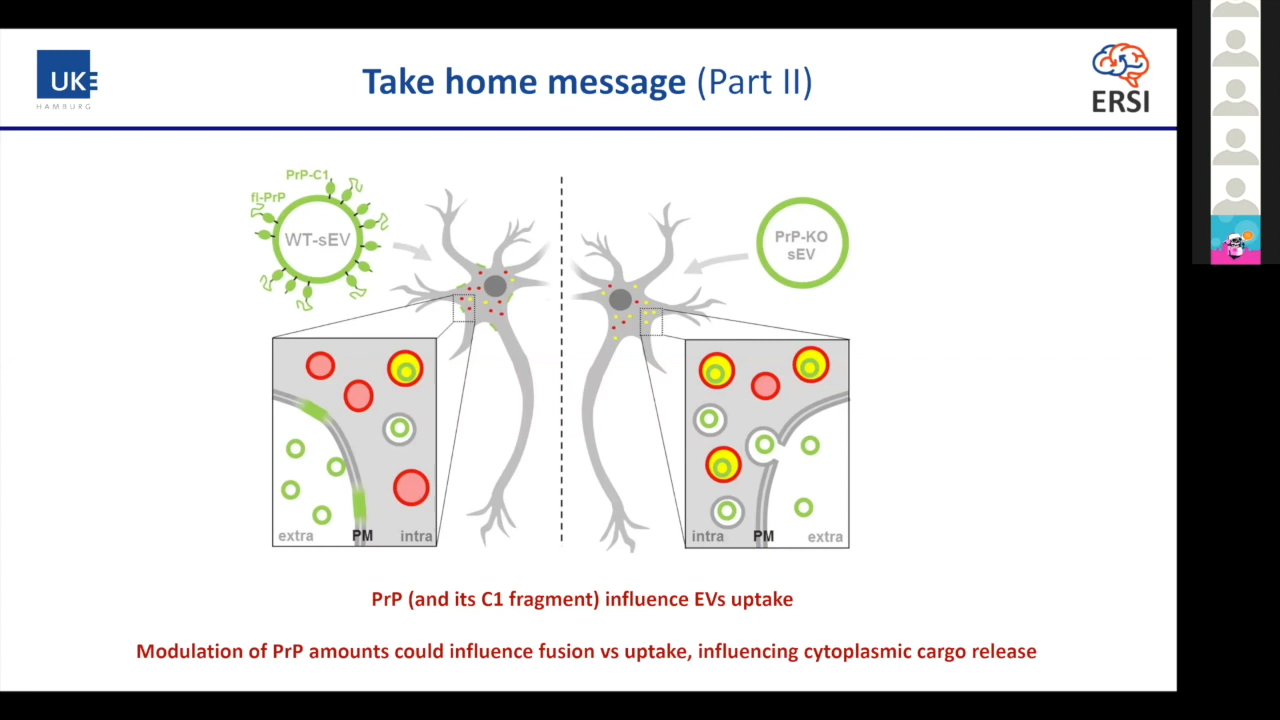 UKE
HAMBURG
Take home message (Part II)
ERSI
PrP-C1
fl-PrP
WT-sEV
PrP-KO
sEV
extra
PM
intra
intra
PM
extra
PrP (and its C1 fragment) influence EVs uptake
Modulation of PrP amounts could influence fusion vs uptake, influencing cytoplasmic cargo release